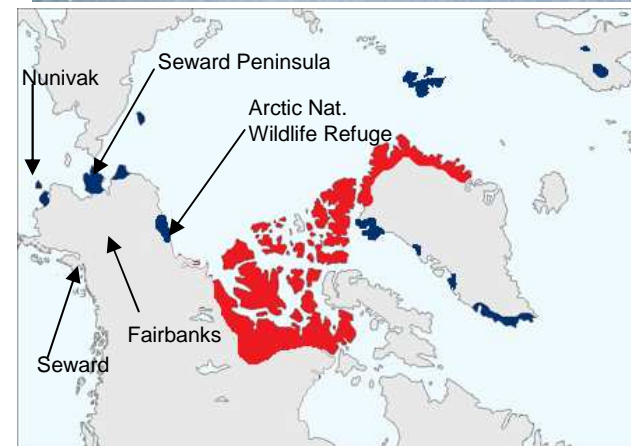 Nunivak
Seward Peninsula
Arctic Nat.
Wildlife Refuge
Fairbanks
Seward